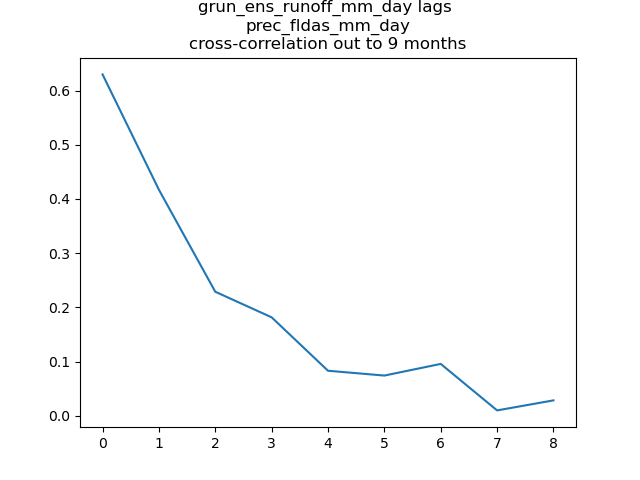 grun_ens_runoff_mm_day lags
prec_fldas_mm_day
cross-correlation out to 9 months
0.6
0.5
0.4
0.3
0.2
0.1
0.0
0 1 2 3 4 5 6 7 8